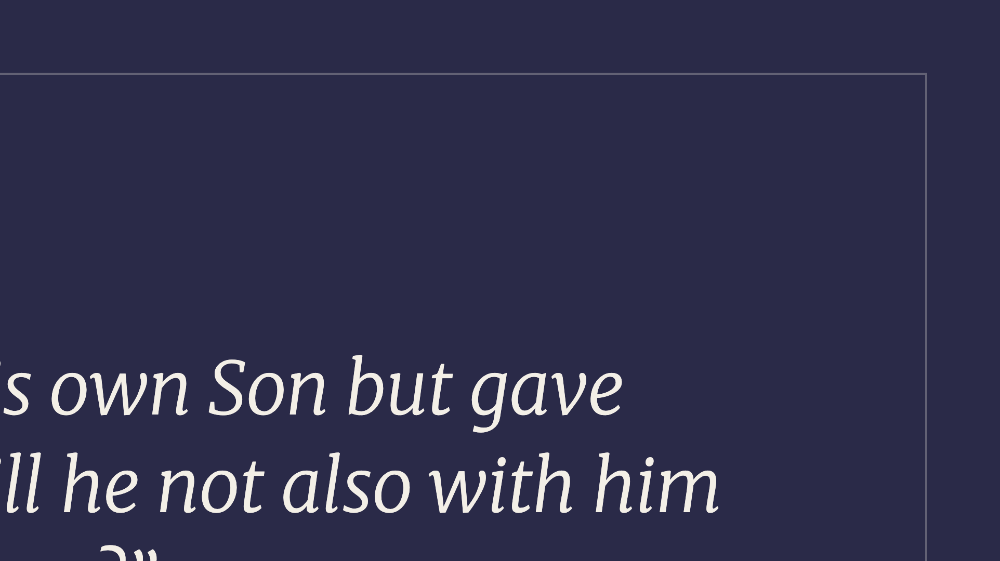 s own Son but gave
ll he not also with him
?”